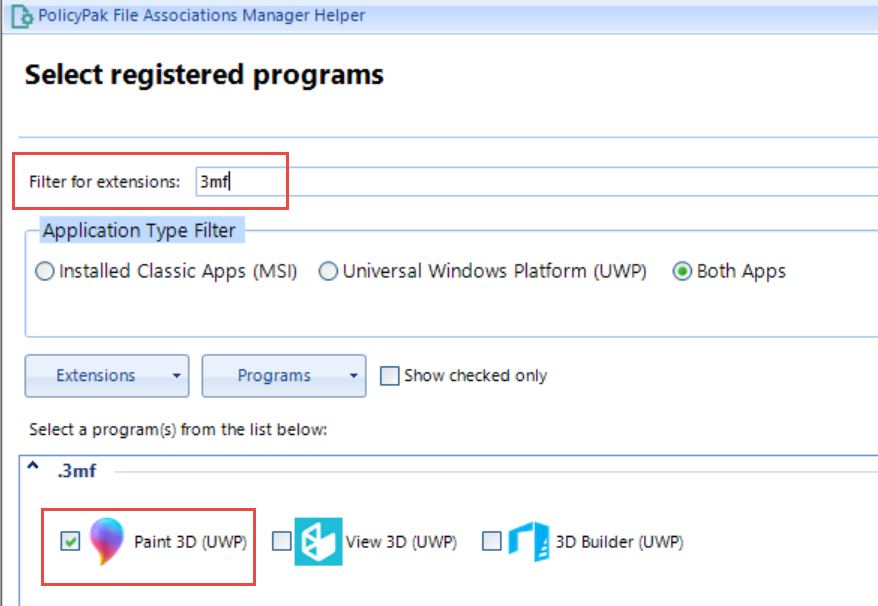 PolicyPak File Associations Manager Helper
Select registered programs
Filter for extensions: 3mf
Application Type Filter
Installed Classic Apps (MSI) Universal Windows Platform (UWP) Both Apps
Extensions Programs Show checked only
Select a program(s) from the list below:
.3mf
Paint 3D (UWP) View 3D (UWP) 3D Builder (UWP)